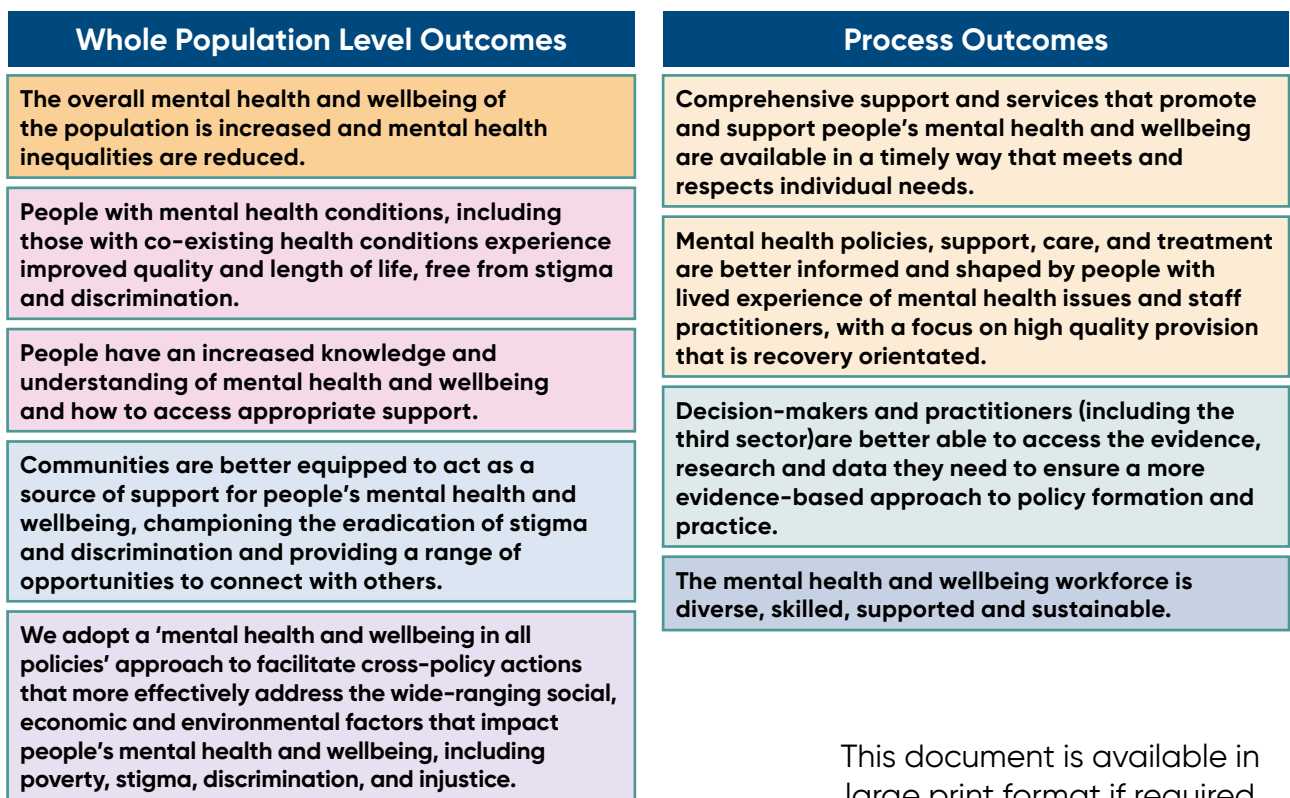 Whole Population Level Outcomes
The overall mental health and wellbeing of
the population is increased and mental health
inequalities are reduced.
People with mental health conditions, including
those with co-existing health conditions experience
improved quality and length of life, free from stigma
and discrimination.
People have an increased knowledge and
understanding of mental health and wellbeing
and how to access appropriate support.
Communities are better equipped to act as a
source of support for people’s mental health and
wellbeing, championing the eradication of stigma
and discrimination and providing a range of
opportunities to connect with others.
We adopt a ‘mental health and wellbeing in all
policies’ approach to facilitate cross-policy actions
that more effectively address the wide-ranging social,
economic and environmental factors that impact
people’s mental health and wellbeing, including
poverty, stigma, discrimination, and injustice.
Process Outcomes
Comprehensive support and services that promote
and support people’s mental health and wellbeing
are available in a timely way that meets and
respects individual needs.
Mental health policies, support, care, and treatment
are better informed and shaped by people with
lived experience of mental health issues and staff
practitioners, with a focus on high quality provision
that is recovery orientated.
Decision-makers and practitioners (including the
third sector)are better able to access the evidence,
research and data they need to ensure a more
evidence-based approach to policy formation and
practice.
The mental health and wellbeing workforce is
diverse, skilled, supported and sustainable.
This document is available in
large print format if required